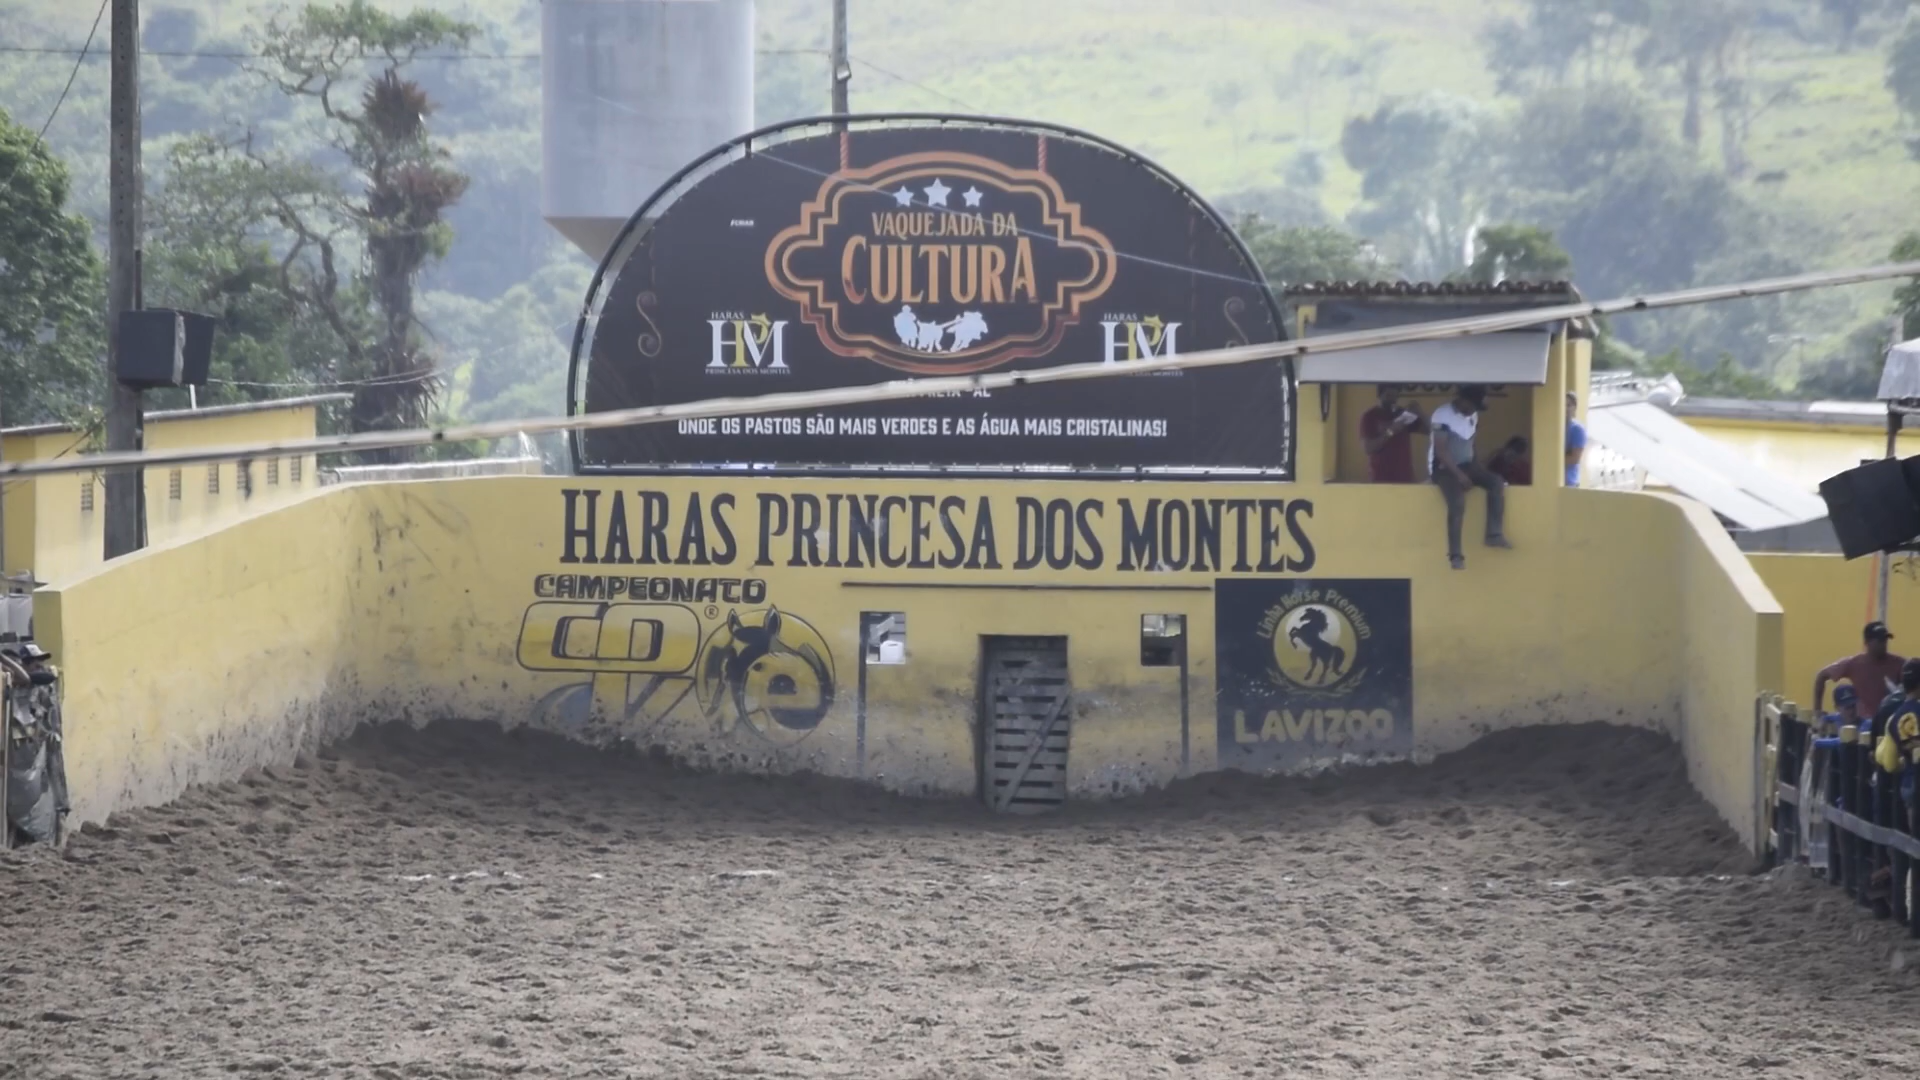 VAQUEJADA DA
CULTURA
HARAS
HPM
PRINCESA DOS MONTES
HARAS
HPM
AL
ONDE OS PASTOS SÃO MAIS VERDES E AS ÁGUA MAIS CRISTALINAS!
HARAS PRINCESA DOS MONTES
CAMPEONATO
®
e
Linha Horse Premium
LAVIZOO